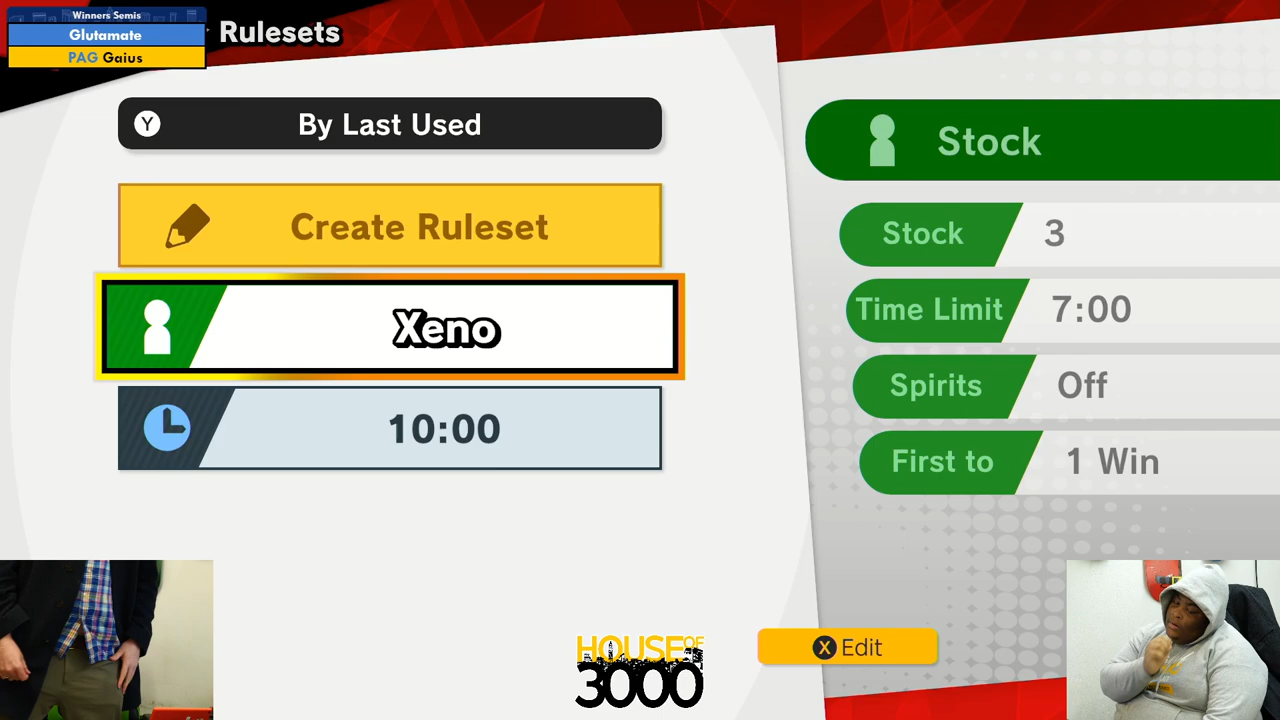 Winners Semis
Glutamate
PAG Gaius
Rulesets
Y By Last Used
Create Ruleset
Xeno
10:00
Stock
Stock 3
Time Limit 7:00
Spirits Off
First to 1 Win
X Edit
HOUSE OF
3000